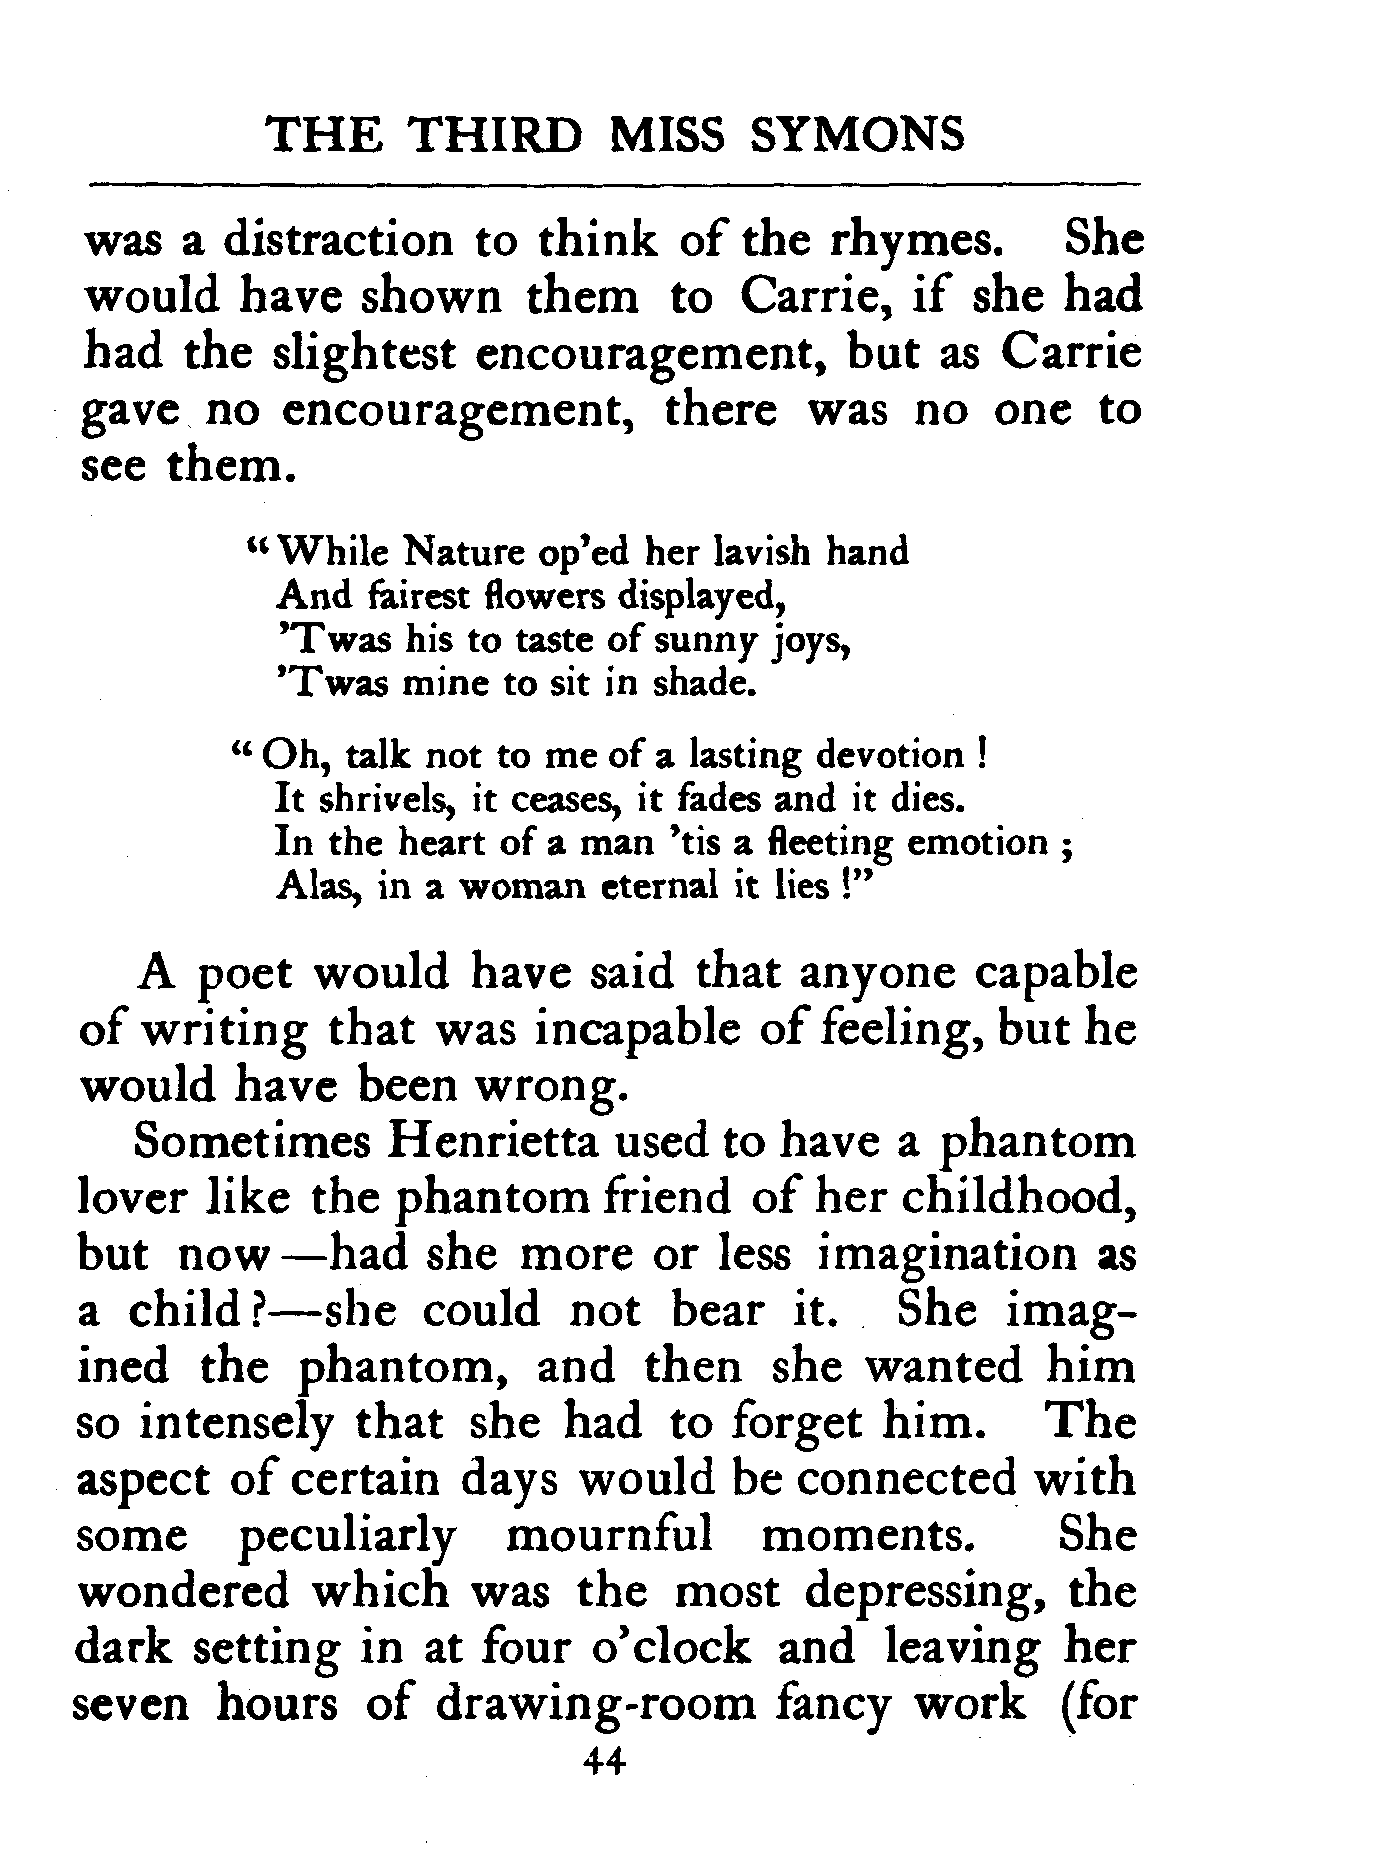 THE THIRD MISS SYMONS
was a distraction to think of the rhymes. She
would have shown them to Carrie, if she had
had the slightest encouragement, but as Carrie
gave no encouragement, there was no one to
see them.
“While Nature op’ed her lavish hand
And fairest flowers displayed,
’Twas his to taste of sunny joys,
’Twas mine to sit in shade.
“Oh, talk not to me of a lasting devotion !
It shrivels, it ceases, it fades and it dies.
In the heart of a man ’tis a fleeting emotion ;
Alas, in a woman eternal it lies !”
A poet would have said that anyone capable
of writing that was incapable of feeling, but he
would have been wrong.
Sometimes Henrietta used to have a phantom
lover like the phantom friend of her childhood,
but now—had she more or less imagination as
a child?—she could not bear it. She imag-
ined the phantom, and then she wanted him
so intensely that she had to forget him. The
aspect of certain days would be connected with
some peculiarly mournful moments. She
wondered which was the most depressing, the
dark setting in at four o’clock and leaving her
seven hours of drawing-room fancy work (for
44